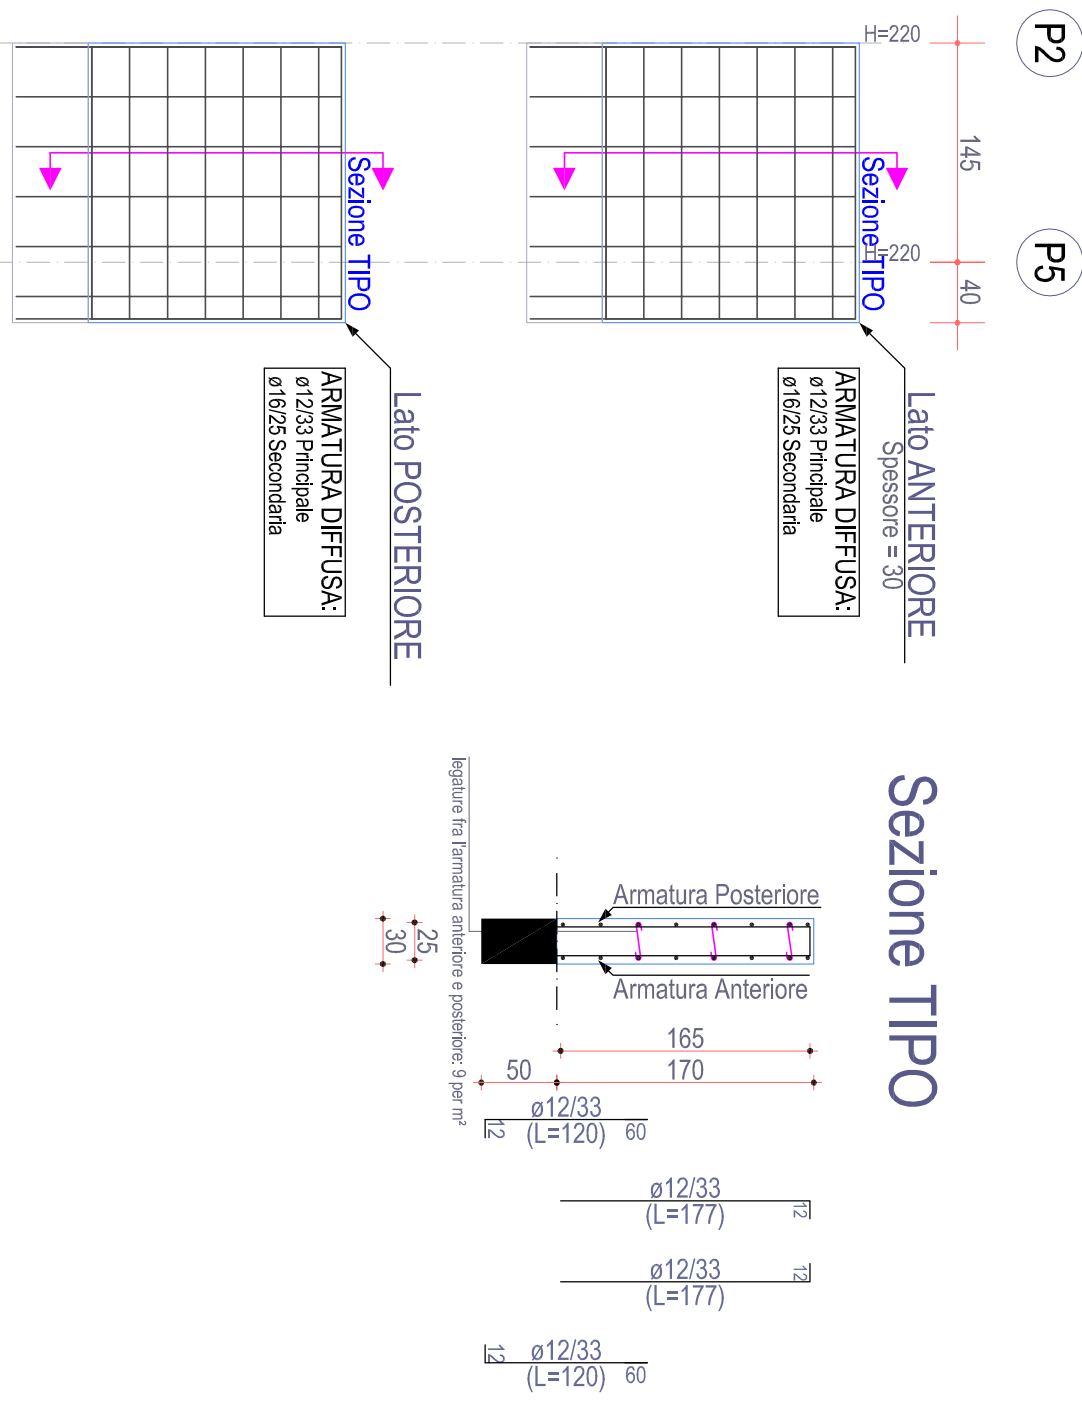 P2
P5
H=220
145
H=220
40
Sezione TIPO
Sezione TIPO
Lato ANTERIORE
Spessore = 30
ARMATURA DIFFUSA:
ø12/33 Principale
ø16/25 Secondaria
Lato POSTERIORE
ARMATURA DIFFUSA:
ø12/33 Principale
ø16/25 Secondaria
Sezione TIPO
Armatura Posteriore
Armatura Anteriore
legature fra l'armatura anteriore e posteriore: 9 per m²
25
30
165
50
170
ø12/33
(L=120)
12
60
ø12/33
(L=177)
12
ø12/33
(L=177)
12
ø12/33
(L=120)
12
60